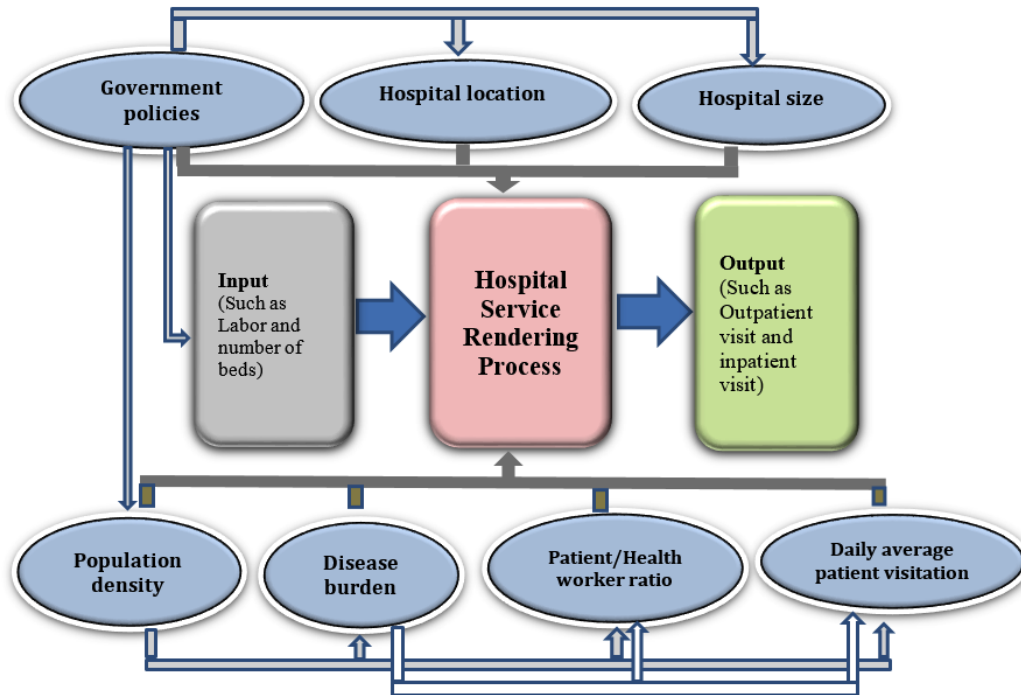 Government
policies
Hospital location
Hospital size
Input
(Such as
Labor and
number of
beds)
Hospital
Service
Rendering
Process
Output
(Such as
Outpatient
visit and
inpatient
visit)
Population
density
Disease
burden
Patient/Health
worker ratio
Daily average
patient visitation